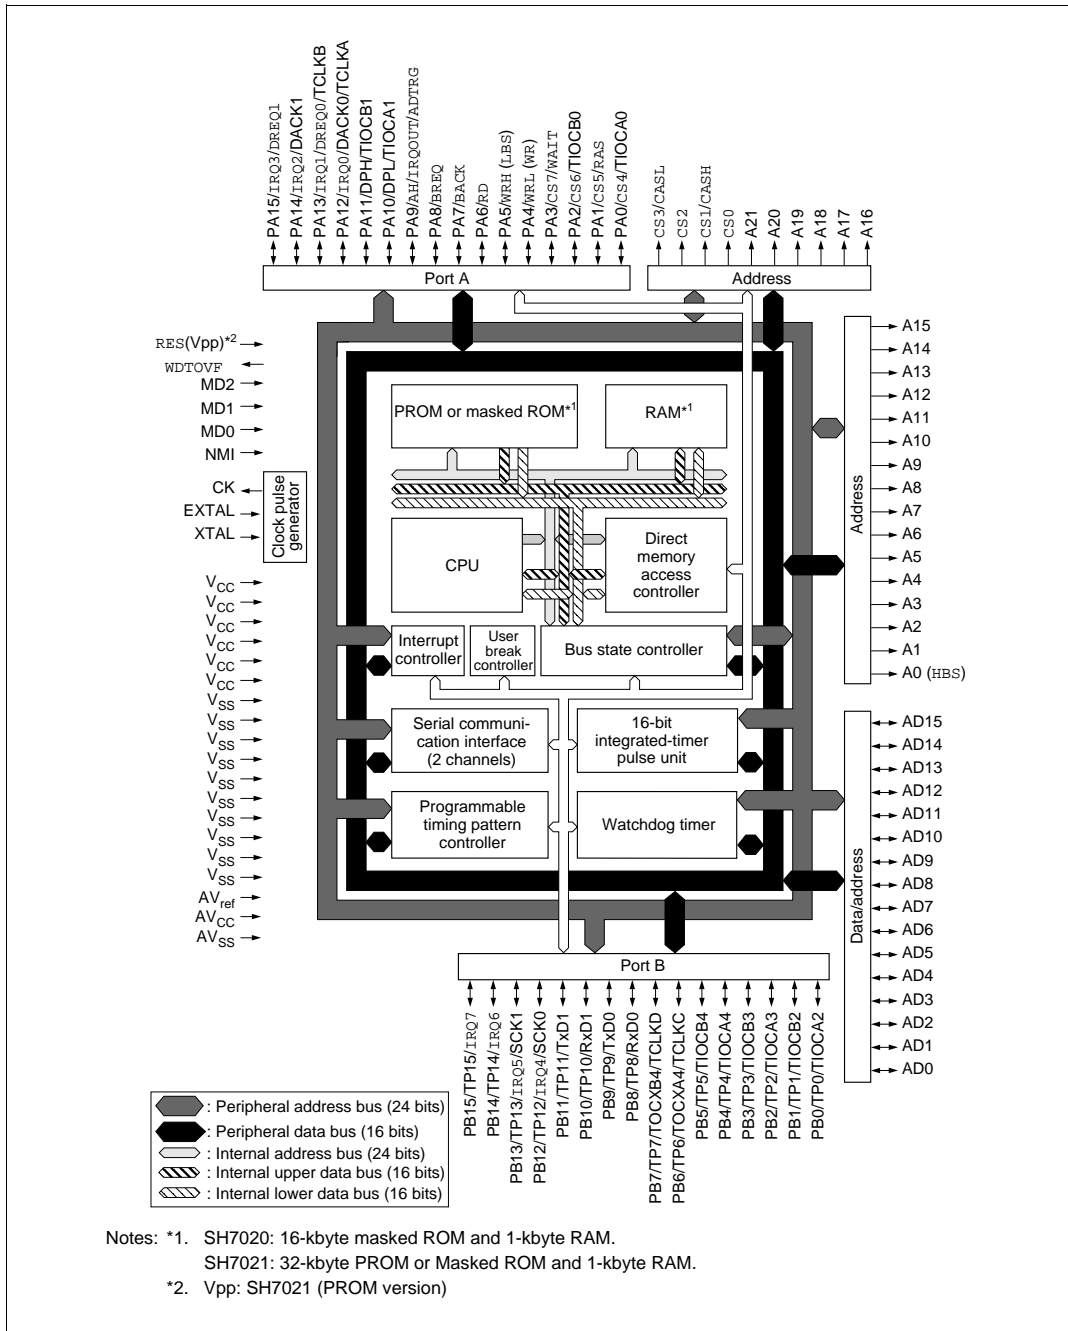 PA15/IRQ3/DREQ1
PA14/IRQ2/DACK1
PA13/IRQ1/DREQ0/TCLKB
PA12/IRQ0/DACK0/TCLKA
PA11/DPH/TIOCB1
PA10/DPL/TIOCA1
PA9/AH/IRQOUT/ADTRG
PA8/BREQ
PA7/BACK
PA6/RD
PA5/WRH (LBS)
PA4/WRL (WR)
PA3/CS7/WAIT
PA2/CS6/TIOCB0
PA1/CS5/RAS
PA0/CS4/TIOCA0
CS3/CASL
CS2
CS1/CASH
CS0
A21
A20
A19
A18
A17
A16
Port A
Address
RES(Vpp)*2
WDTOVF
MD2
MD1
MD0
NMI
CK
EXTAL
XTAL
Clock pulse
generator
VCC
VCC
VCC
VCC
VCC
VCC
VSS
VSS
VSS
VSS
VSS
VSS
VSS
VSS
VSS
VSS
AVref
AVCC
AVSS
PROM or masked ROM*1
RAM*1
CPU
Direct
memory
access
controller
Interrupt
controller
User
break
controller
Bus state controller
Serial communi-
cation interface
(2 channels)
16-bit
integrated-timer
pulse unit
Programmable
timing pattern
controller
Watchdog timer
Address
A15
A14
A13
A12
A11
A10
A9
A8
A7
A6
A5
A4
A3
A2
A1
A0 (HBS)
Data/address
AD15
AD14
AD13
AD12
AD11
AD10
AD9
AD8
AD7
AD6
AD5
AD4
AD3
AD2
AD1
AD0
Port B
PB15/TP15/IRQ7
PB14/TP14/IRQ6
PB13/TP13/IRQ5/SCK1
PB12/TP12/IRQ4/SCK0
PB11/TP11/TxD1
PB10/TP10/RxD1
PB9/TP9/TxD0
PB8/TP8/RxD0
PB7/TP7/TOCXB4/TCLKD
PB6/TP6/TOCXA4/TCLKC
PB5/TP5/TIOCB4
PB4/TP4/TIOCA4
PB3/TP3/TIOCB3
PB2/TP2/TIOCA3
PB1/TP1/TIOCB2
PB0/TP0/TIOCA2
: Peripheral address bus (24 bits)
: Peripheral data bus (16 bits)
: Internal address bus (24 bits)
: Internal upper data bus (16 bits)
: Internal lower data bus (16 bits)
Notes: *1. SH7020: 16-kbyte masked ROM and 1-kbyte RAM.
SH7021: 32-kbyte PROM or Masked ROM and 1-kbyte RAM.
*2. Vpp: SH7021 (PROM version)